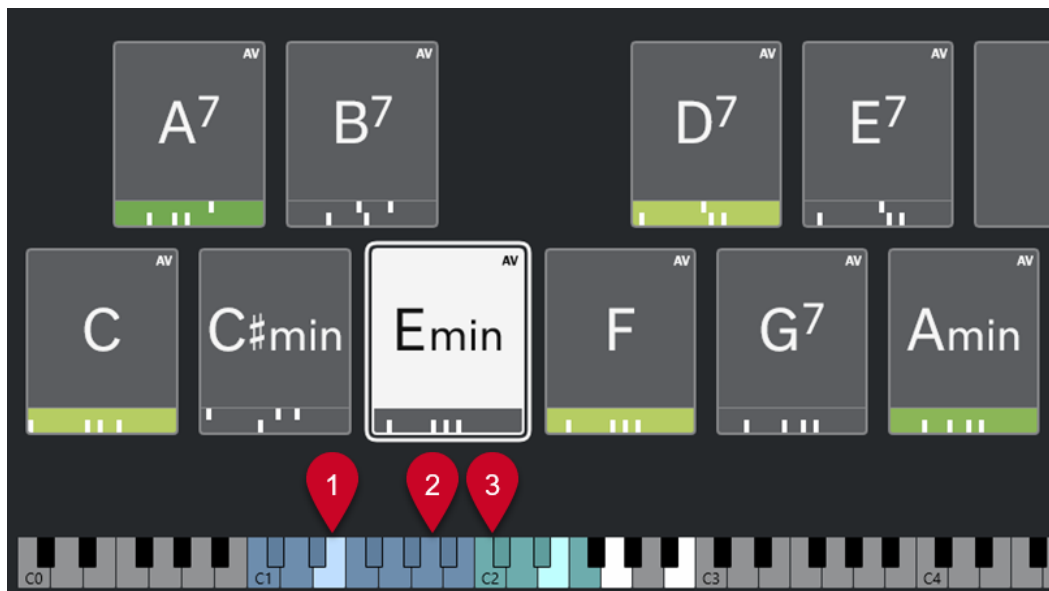 AV AV AV AV
A7 B7 D7 E7
AV AV AV AV AV AV
C C♯min Emin F G7 Amin
1 2 3
C0 C1 C2 C3 C4